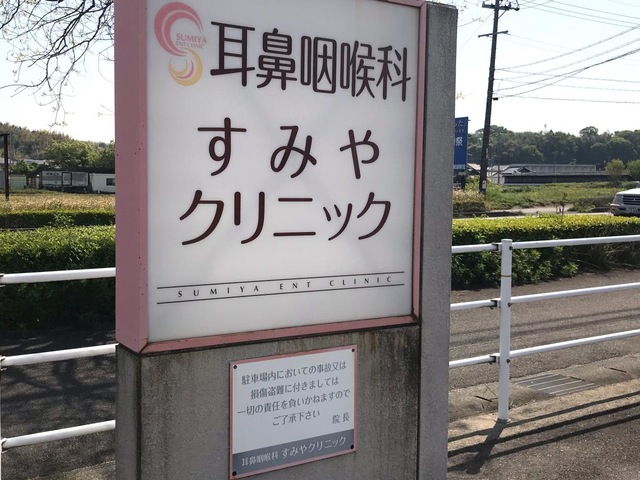 SUMIYA
ENT CLINIC
耳鼻咽喉科
すみや
クリニック
SUMIYA ENT CLINIC
駐車場内においての事故又は
損傷盗難に付きましては
一切の責任を負いかねますので
ご了承下さい
院長
耳鼻咽喉科 すみやクリニック